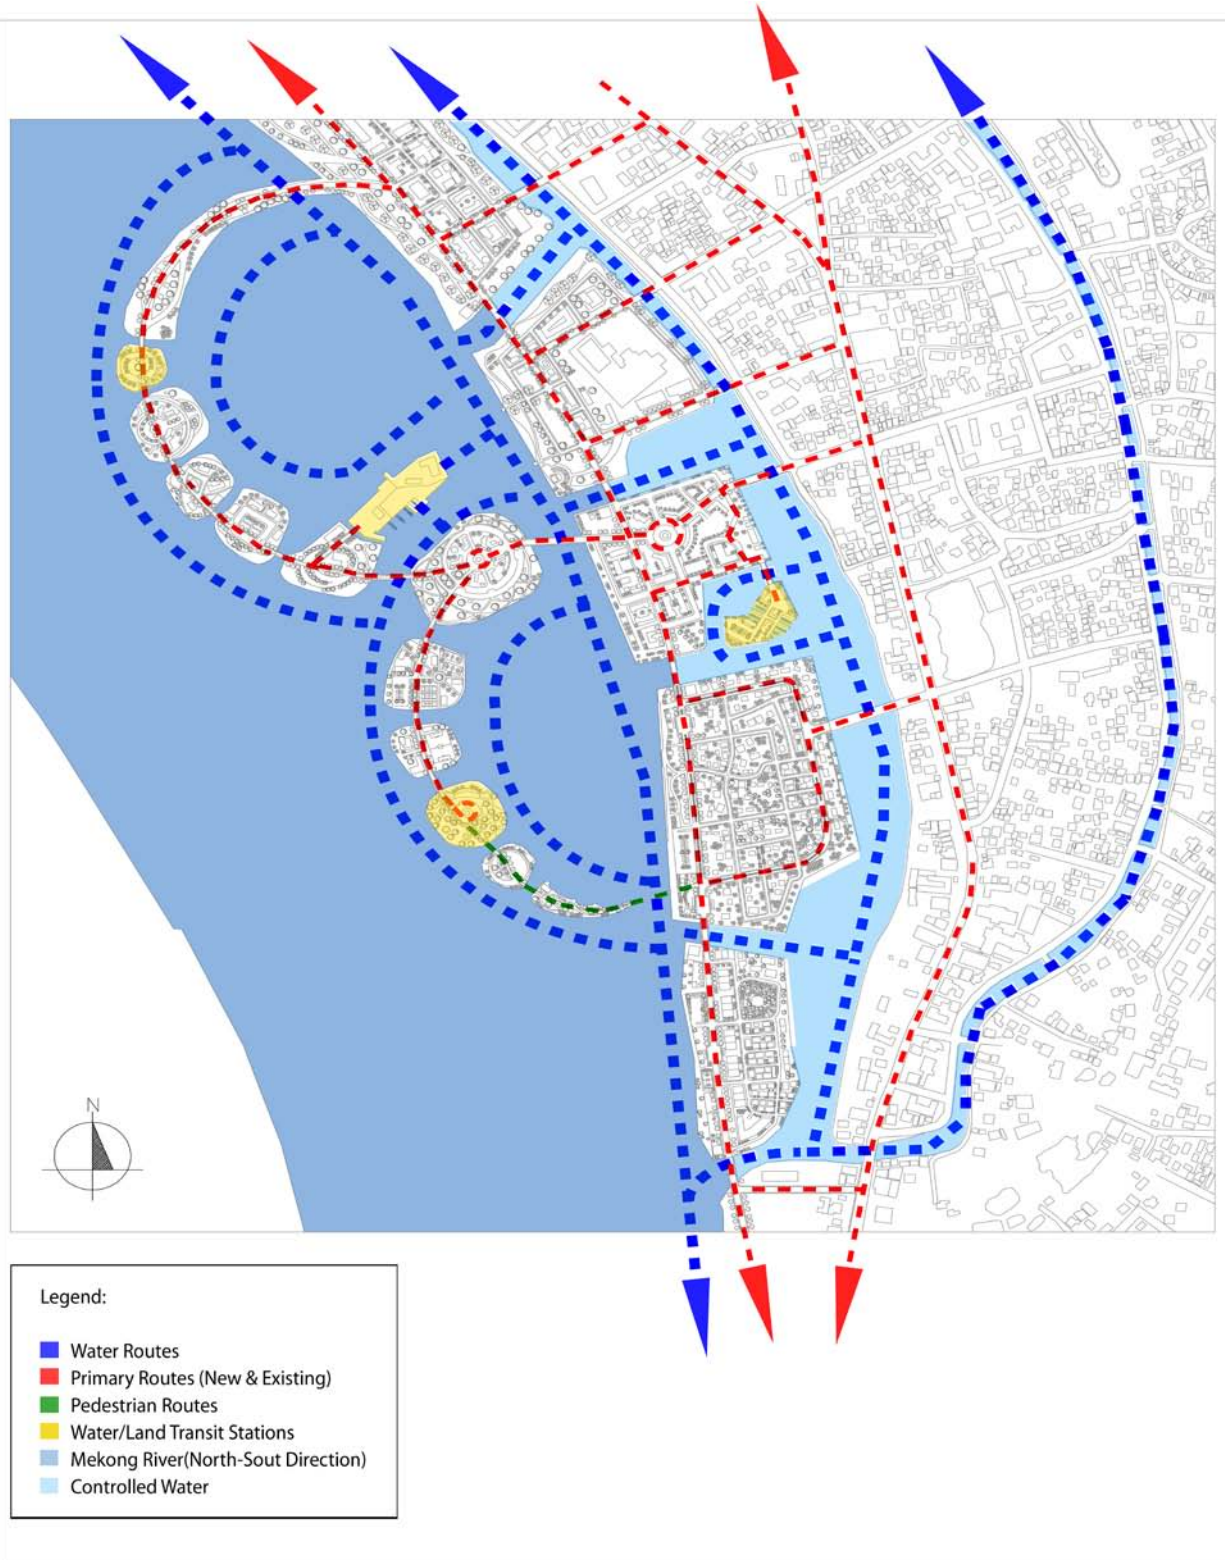 N
Legend:
Water Routes
Primary Routes (New & Existing)
Pedestrian Routes
Water/Land Transit Stations
Mekong River(North-Sout Direction)
Controlled Water